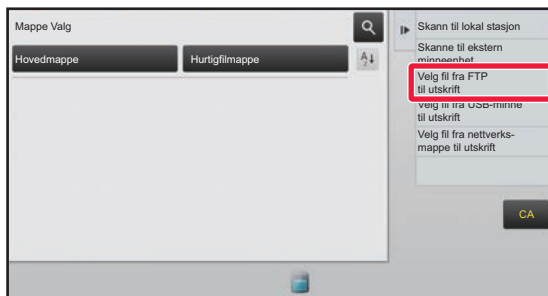 Mappe Valg
Hovedmappe
Hurtigfilmappe
Skann til lokal stasjon
Skanne til ekstern
minneenhet
Velg fil fra FTP
til utskrift
Velg fil fra USB-minne
til utskrift
Velg fil fra nettverks-
mappe til utskrift
CA